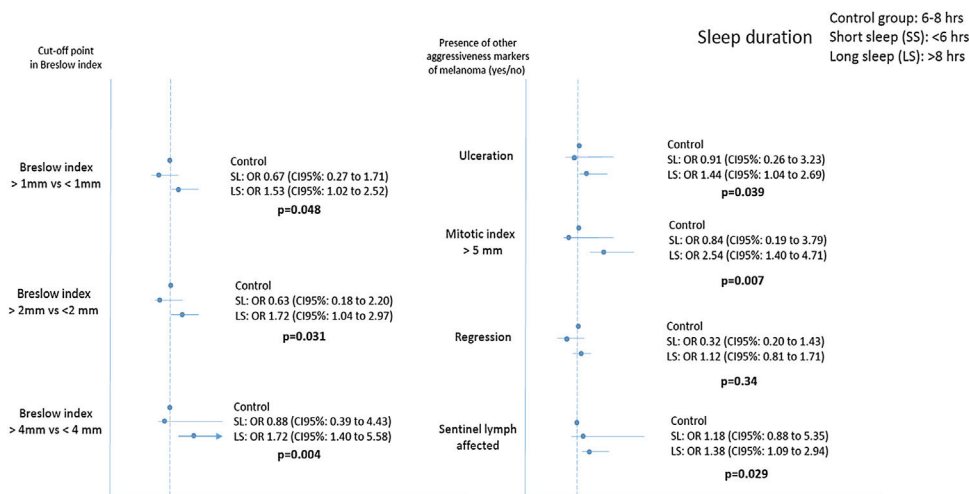 Sleep duration
Control group: 6-8 hrs
Short sleep (SS): <6 hrs
Long sleep (LS): >8 hrs
Cut-off point
in Breslow index
Breslow index
> 1mm vs < 1mm
Control
SL: OR 0.67 (CI95%: 0.27 to 1.71)
LS: OR 1.53 (CI95%: 1.02 to 2.52)
p=0.048
Breslow index
> 2mm vs <2 mm
Control
SL: OR 0.63 (CI95%: 0.18 to 2.20)
LS: OR 1.72 (CI95%: 1.04 to 2.97)
p=0.031
Breslow index
> 4mm vs < 4 mm
Control
SL: OR 0.88 (CI95%: 0.39 to 4.43)
LS: OR 1.72 (CI95%: 1.40 to 5.58)
p=0.004
Presence of other
aggressiveness markers
of melanoma (yes/no)
Ulceration
Control
SL: OR 0.91 (CI95%: 0.26 to 3.23)
LS: OR 1.44 (CI95%: 1.04 to 2.69)
p=0.039
Mitotic index
> 5 mm
Control
SL: OR 0.84 (CI95%: 0.19 to 3.79)
LS: OR 2.54 (CI95%: 1.40 to 4.71)
p=0.007
Regression
Control
SL: OR 0.32 (CI95%: 0.20 to 1.43)
LS: OR 1.12 (CI95%: 0.81 to 1.71)
p=0.34
Sentinel lymph
affected
Control
SL: OR 1.18 (CI95%: 0.88 to 5.35)
LS: OR 1.38 (CI95%: 1.09 to 2.94)
p=0.029